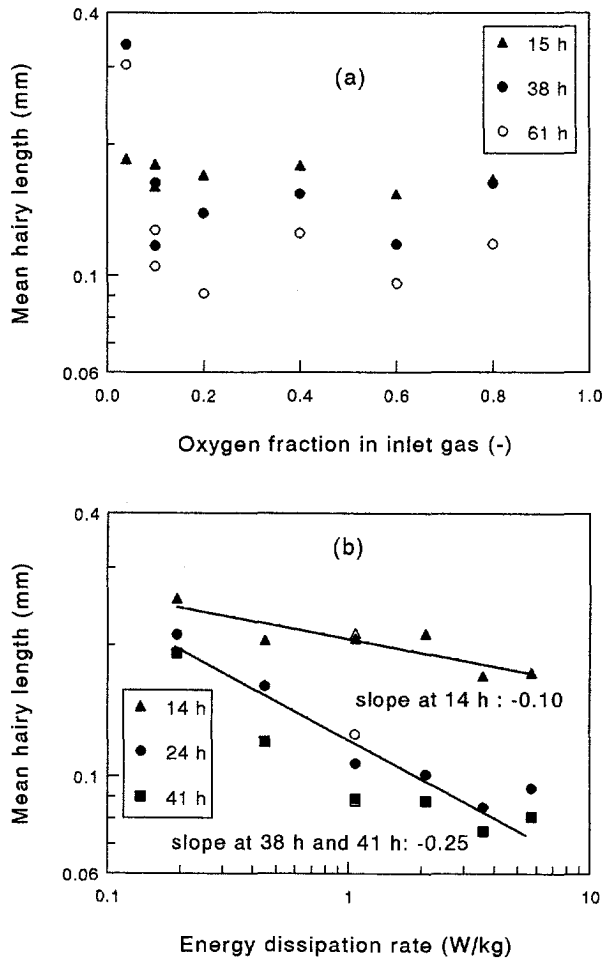 0.4
0.1
0.06
Mean hairy length (mm)
(a)
15 h
38 h
61 h
0.0 0.2 0.4 0.6 0.8 1.0
Oxygen fraction in inlet gas (-)
0.4
0.1
0.06
Mean hairy length (mm)
(b)
slope at 14 h : -0.10
14 h
24 h
41 h
slope at 38 h and 41 h: -0.25
0.1 1 10
Energy dissipation rate (W/kg)